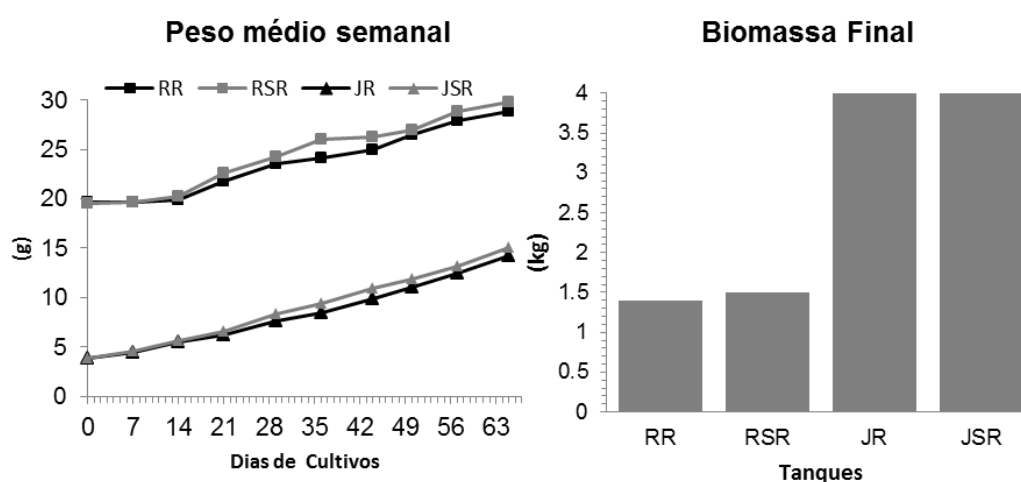 Peso médio semanal
RR RSR JR JSR
30
25
20
15
10
5
0
(g)
0 7 14 21 28 35 42 49 56 63
Dias de Cultivos
Biomassa Final
4
3.5
3
2.5
2
1.5
1
0.5
0
(kg)
RR RSR JR JSR
Tanques